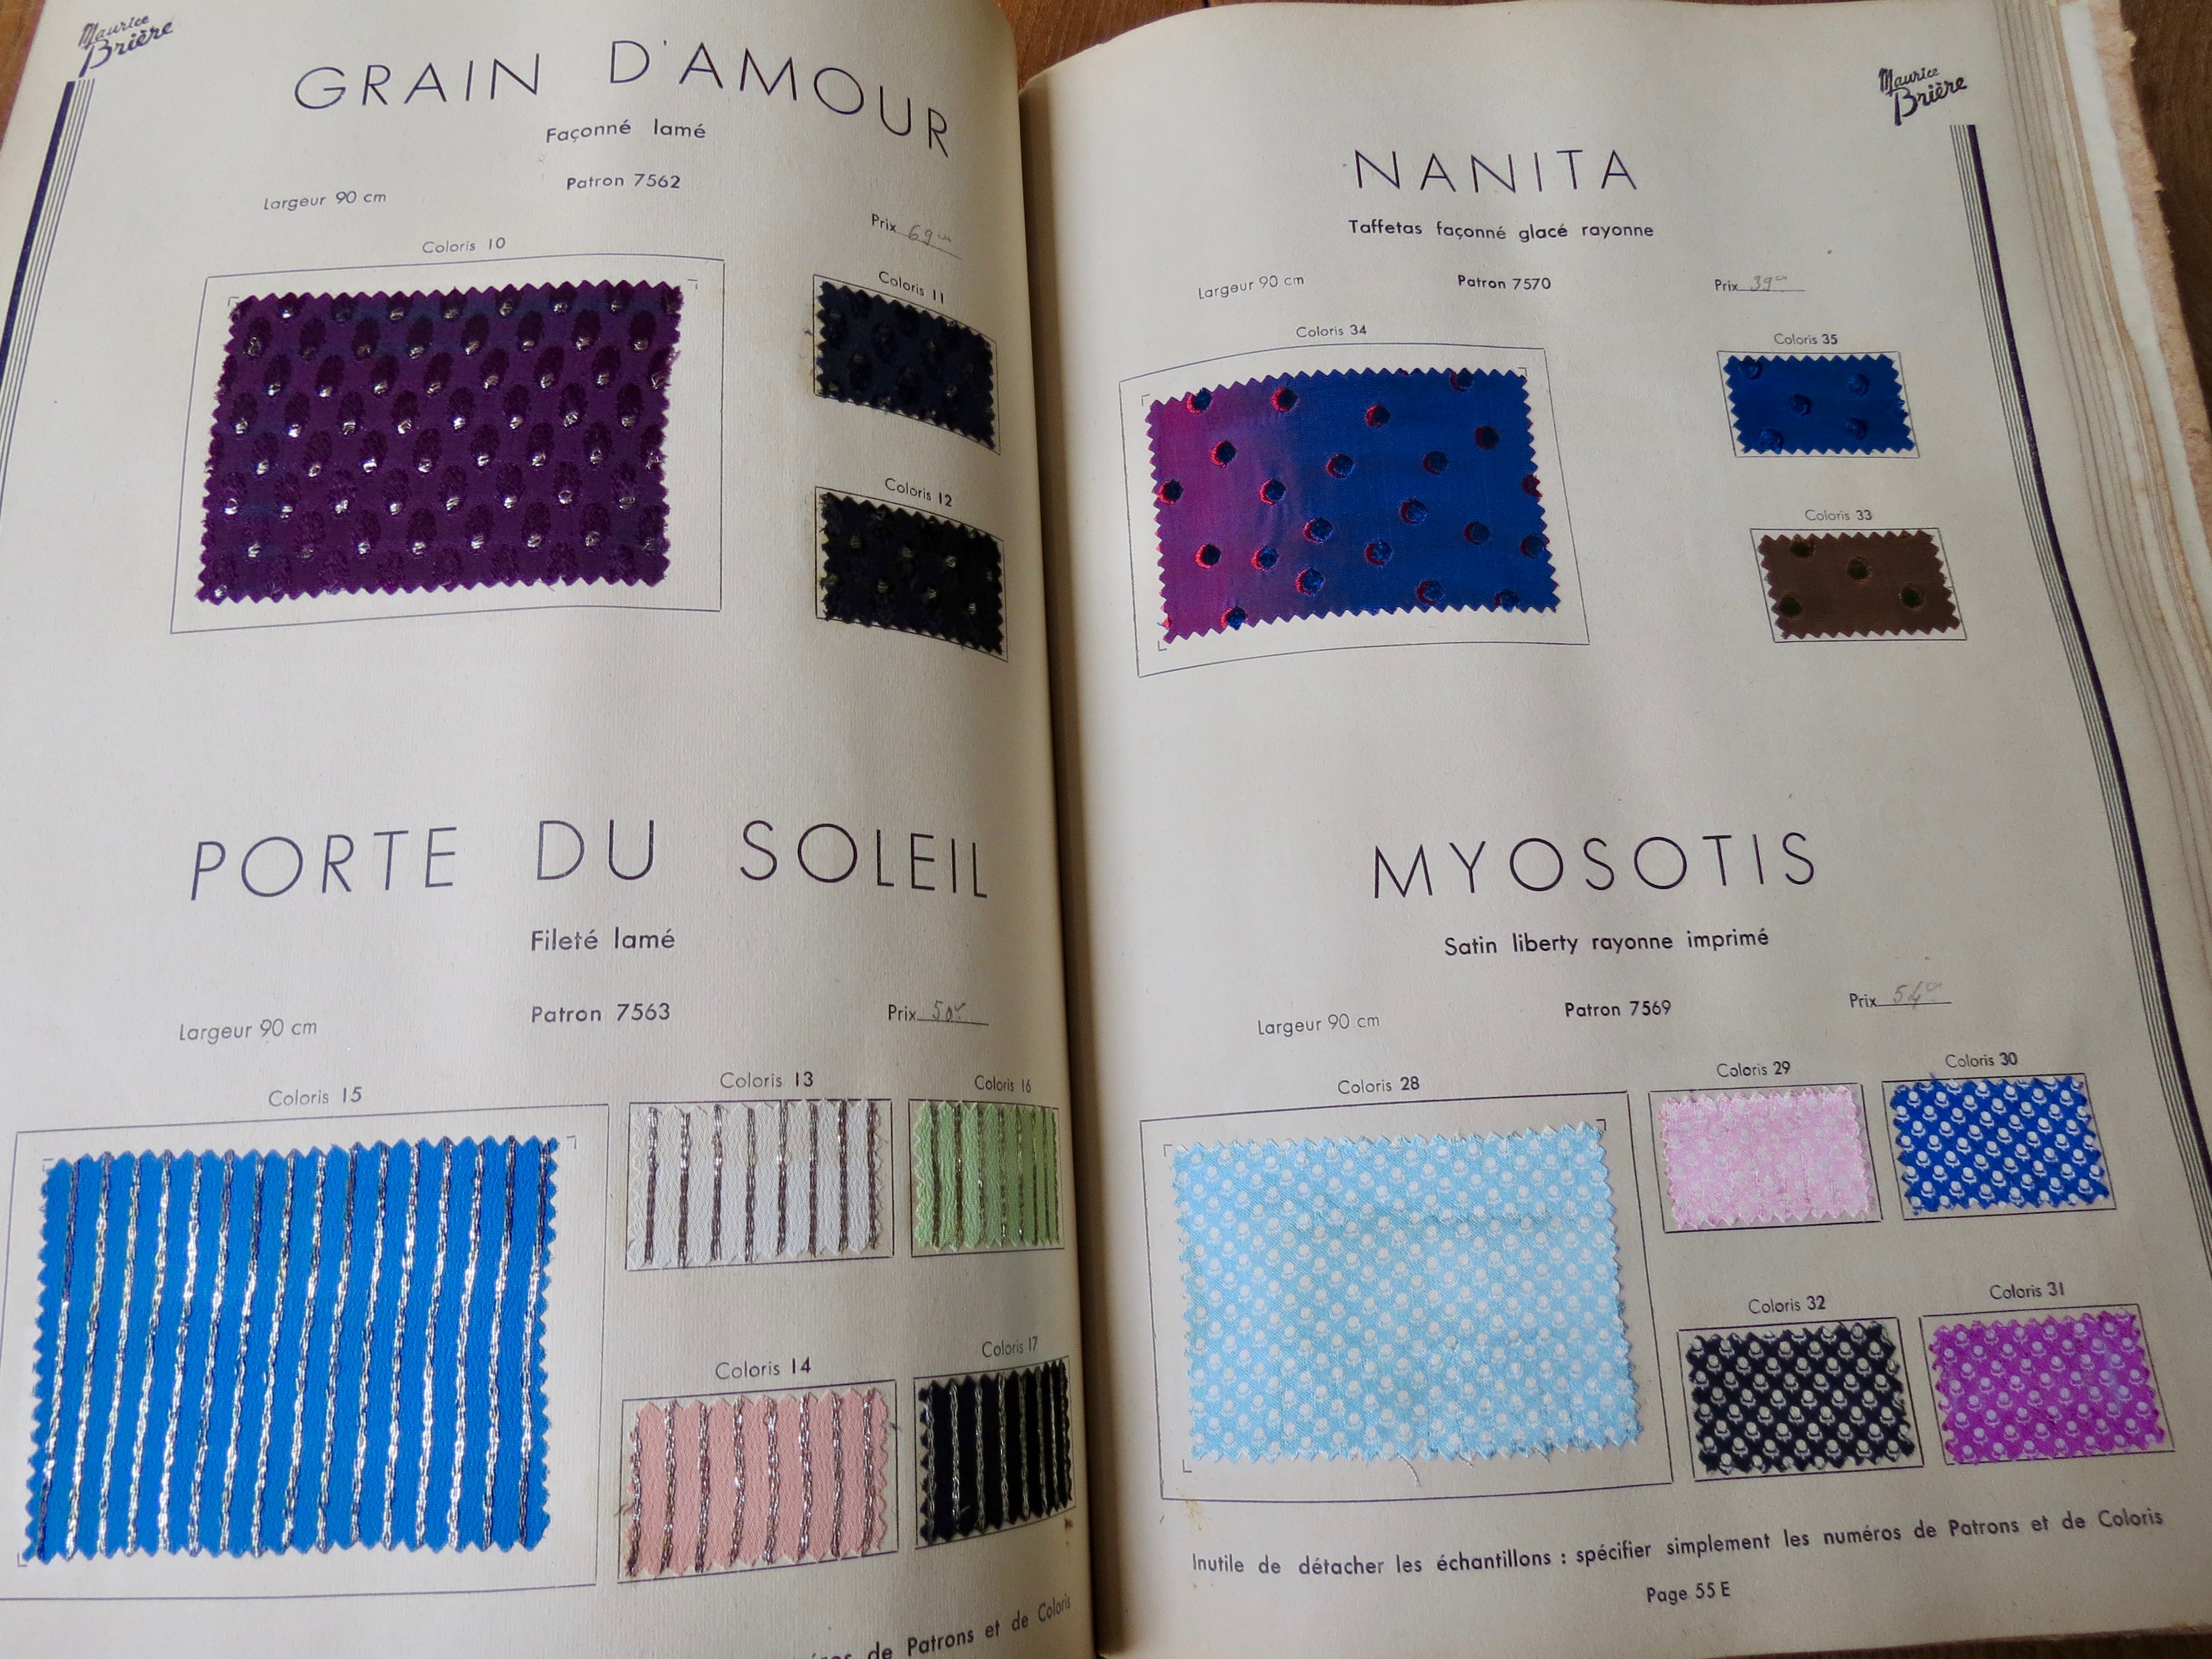 Maurice
Brière
GRAIN D'AMOUR
Façonné lamé
Largeur 90 cm
Patron 7562
Prix 69
Coloris 10
Coloris 11
Coloris 12
PORTE DU SOLEIL
Fileté lamé
Largeur 90 cm
Patron 7563
Prix 50
Coloris 15
Coloris 13
Coloris 16
Coloris 14
Coloris 17
de Patrons et de Coloris
Maurice
Brière
NANITA
Taffetas façonné glacé rayonne
Largeur 90 cm
Patron 7570
Prix 39
Coloris 34
Coloris 35
Coloris 33
MYOSOTIS
Satin liberty rayonne imprimé
Largeur 90 cm
Patron 7569
Prix 54
Coloris 28
Coloris 29
Coloris 30
Coloris 32
Coloris 31
Inutile de détacher les échantillons : spécifier simplement les numéros de Patrons et de Coloris
Page 55 E